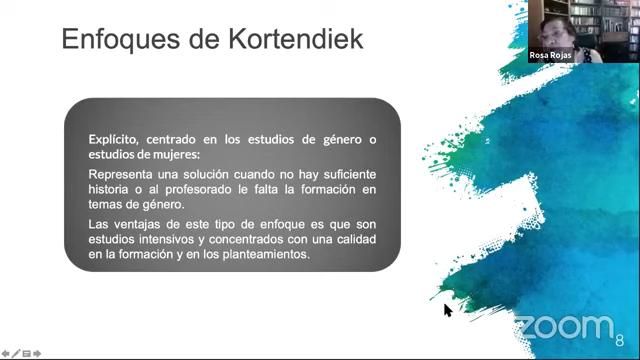 Enfoques de Kortendiek
Rosa Rojas
Explícito, centrado en los estudios de género o
estudios de mujeres:
Representa una solución cuando no hay suficiente
historia o al profesorado le falta la formación en
temas de género.
Las ventajas de este tipo de enfoque es que son
estudios intensivos y concentrados con una calidad
en la formación y en los planteamientos.
zoom
8